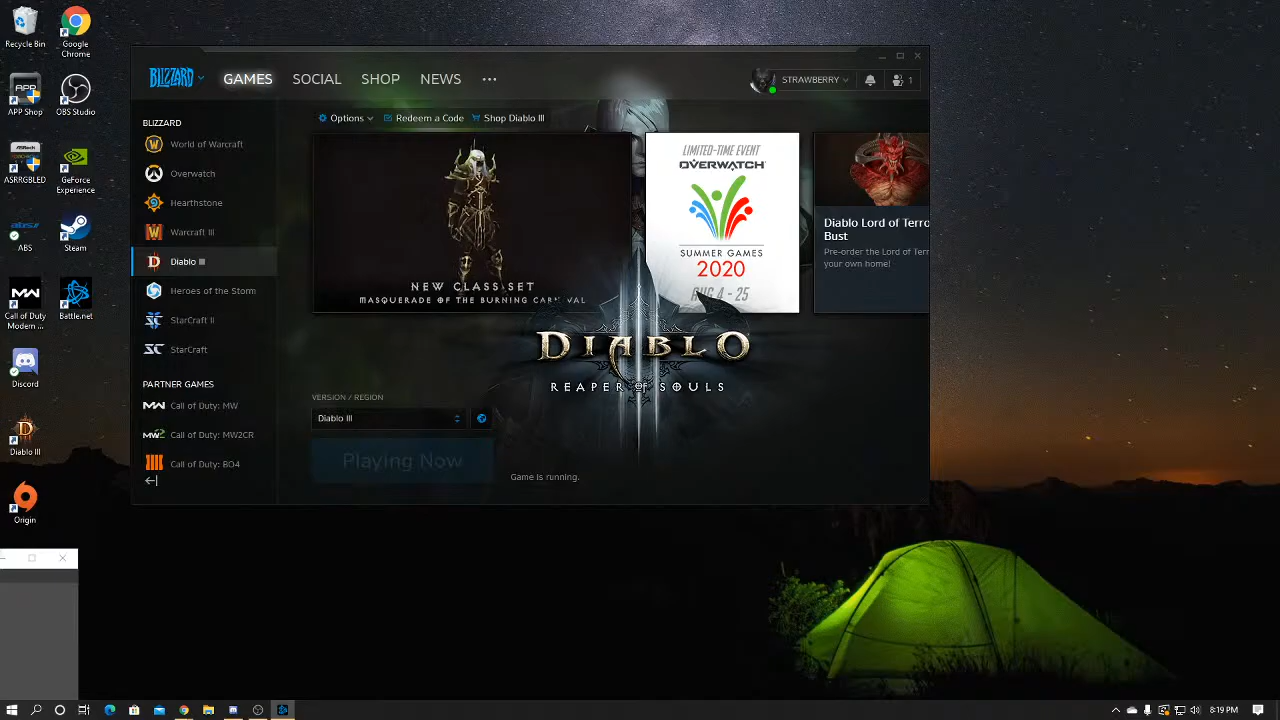 Recycle Bin
Google Chrome
APP
APP Shop
OBS Studio
ASRock
ASRRGBLED
GeForce Experience
ABS
Steam
Call of Duty Modern ...
Battle.net
Discord
Diablo III
Origin
BLIZZARD
GAMES
SOCIAL
SHOP
NEWS
STRAWBERRY
1
BLIZZARD
World of Warcraft
Overwatch
Hearthstone
Warcraft III
Diablo III
Heroes of the Storm
StarCraft II
StarCraft
PARTNER GAMES
Call of Duty: MW
Call of Duty: MW2CR
Call of Duty: BO4
Options
Redeem a Code
Shop Diablo III
NEW CLASS SET
MASQUERADE OF THE BURNING CARNIVAL
LIMITED-TIME EVENT
OVERWATCH
SUMMER GAMES
2020
AUG 4 - 25
Diablo Lord of Terro
Bust
Pre-order the Lord of Terr
your own home!
DIABLO
REAPER OF SOULS
VERSION / REGION
Diablo III
Playing Now
Game is running.
8:19 PM